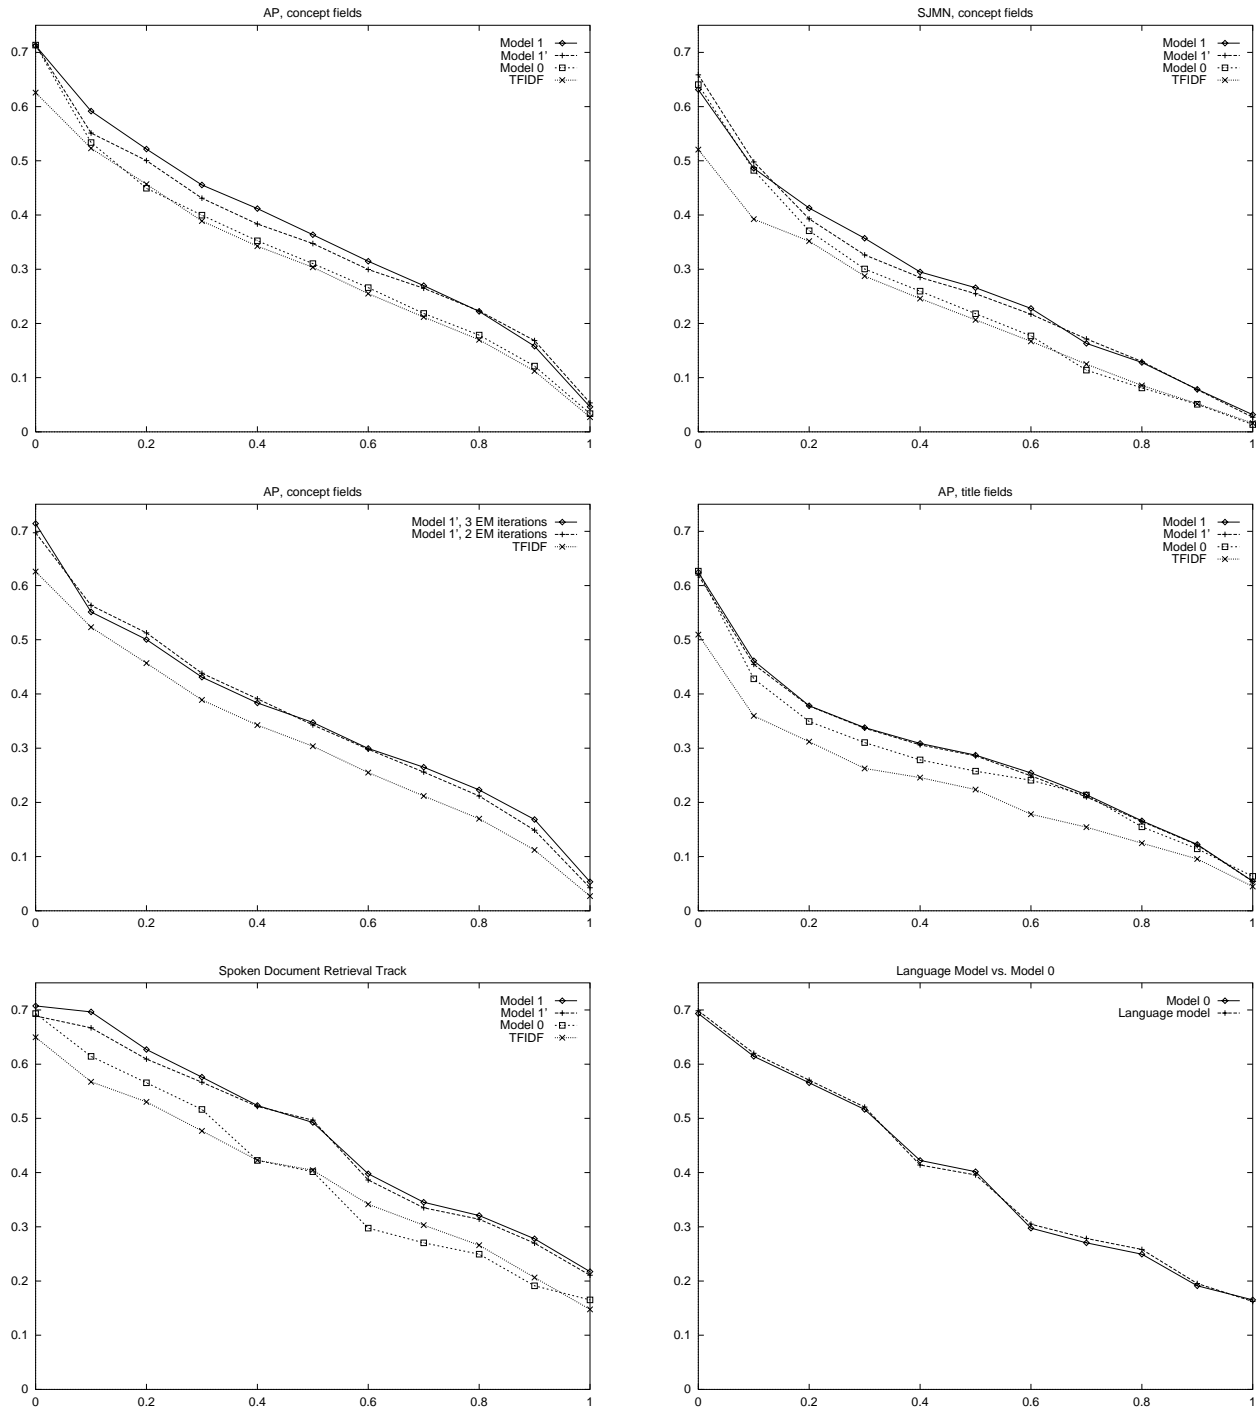 AP, concept fields
Model 1
Model 1'
Model 0
TFIDF
0.7
0.6
0.5
0.4
0.3
0.2
0.1
0
0 0.2 0.4 0.6 0.8 1
SJMN, concept fields
Model 1
Model 1'
Model 0
TFIDF
0.7
0.6
0.5
0.4
0.3
0.2
0.1
0
0 0.2 0.4 0.6 0.8 1
AP, concept fields
Model 1', 3 EM iterations
Model 1', 2 EM iterations
TFIDF
0.7
0.6
0.5
0.4
0.3
0.2
0.1
0
0 0.2 0.4 0.6 0.8 1
AP, title fields
Model 1
Model 1'
Model 0
TFIDF
0.7
0.6
0.5
0.4
0.3
0.2
0.1
0
0 0.2 0.4 0.6 0.8 1
Spoken Document Retrieval Track
Model 1
Model 1'
Model 0
TFIDF
0.7
0.6
0.5
0.4
0.3
0.2
0.1
0
0 0.2 0.4 0.6 0.8 1
Language Model vs. Model 0
Model 0
Language model
0.7
0.6
0.5
0.4
0.3
0.2
0.1
0
0 0.2 0.4 0.6 0.8 1